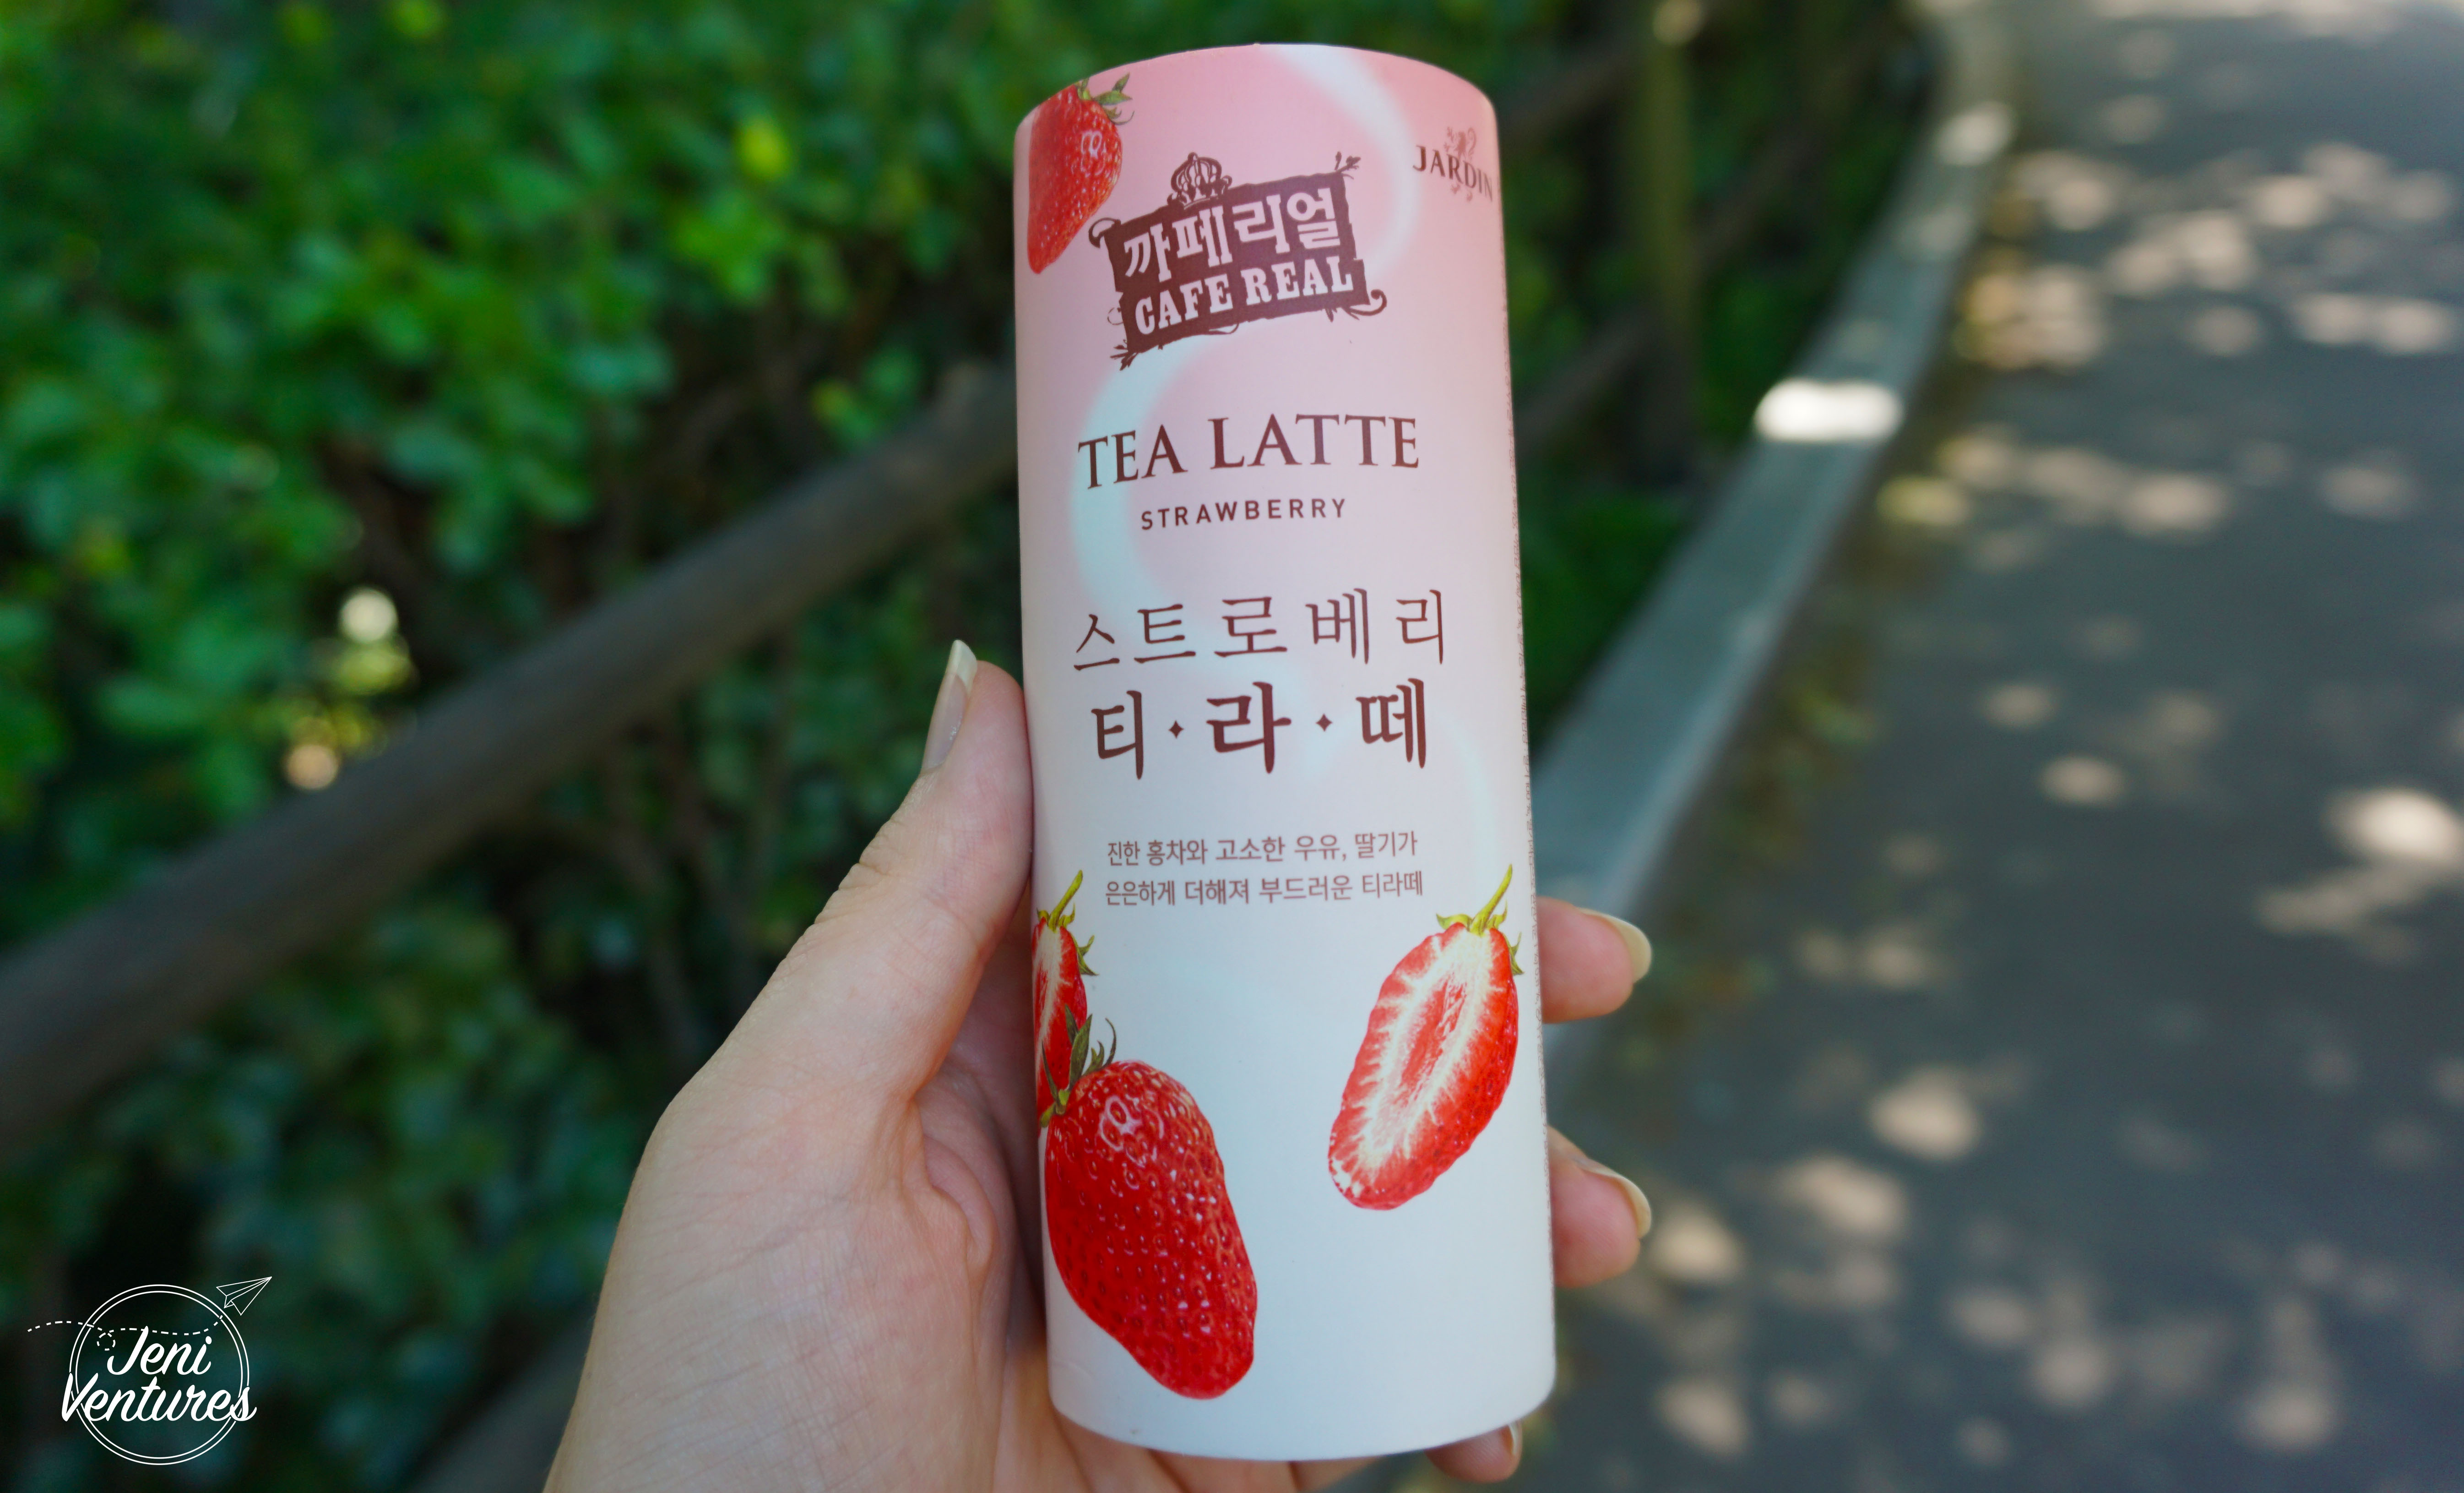 JARDIN
까페리얼
CAFE REAL
TEA LATTE
STRAWBERRY
스트로베리
티·라·떼
진한 홍차와 고소한 우유, 딸기가
은은하게 더해져 부드러운 티라떼
Jeni
Ventures